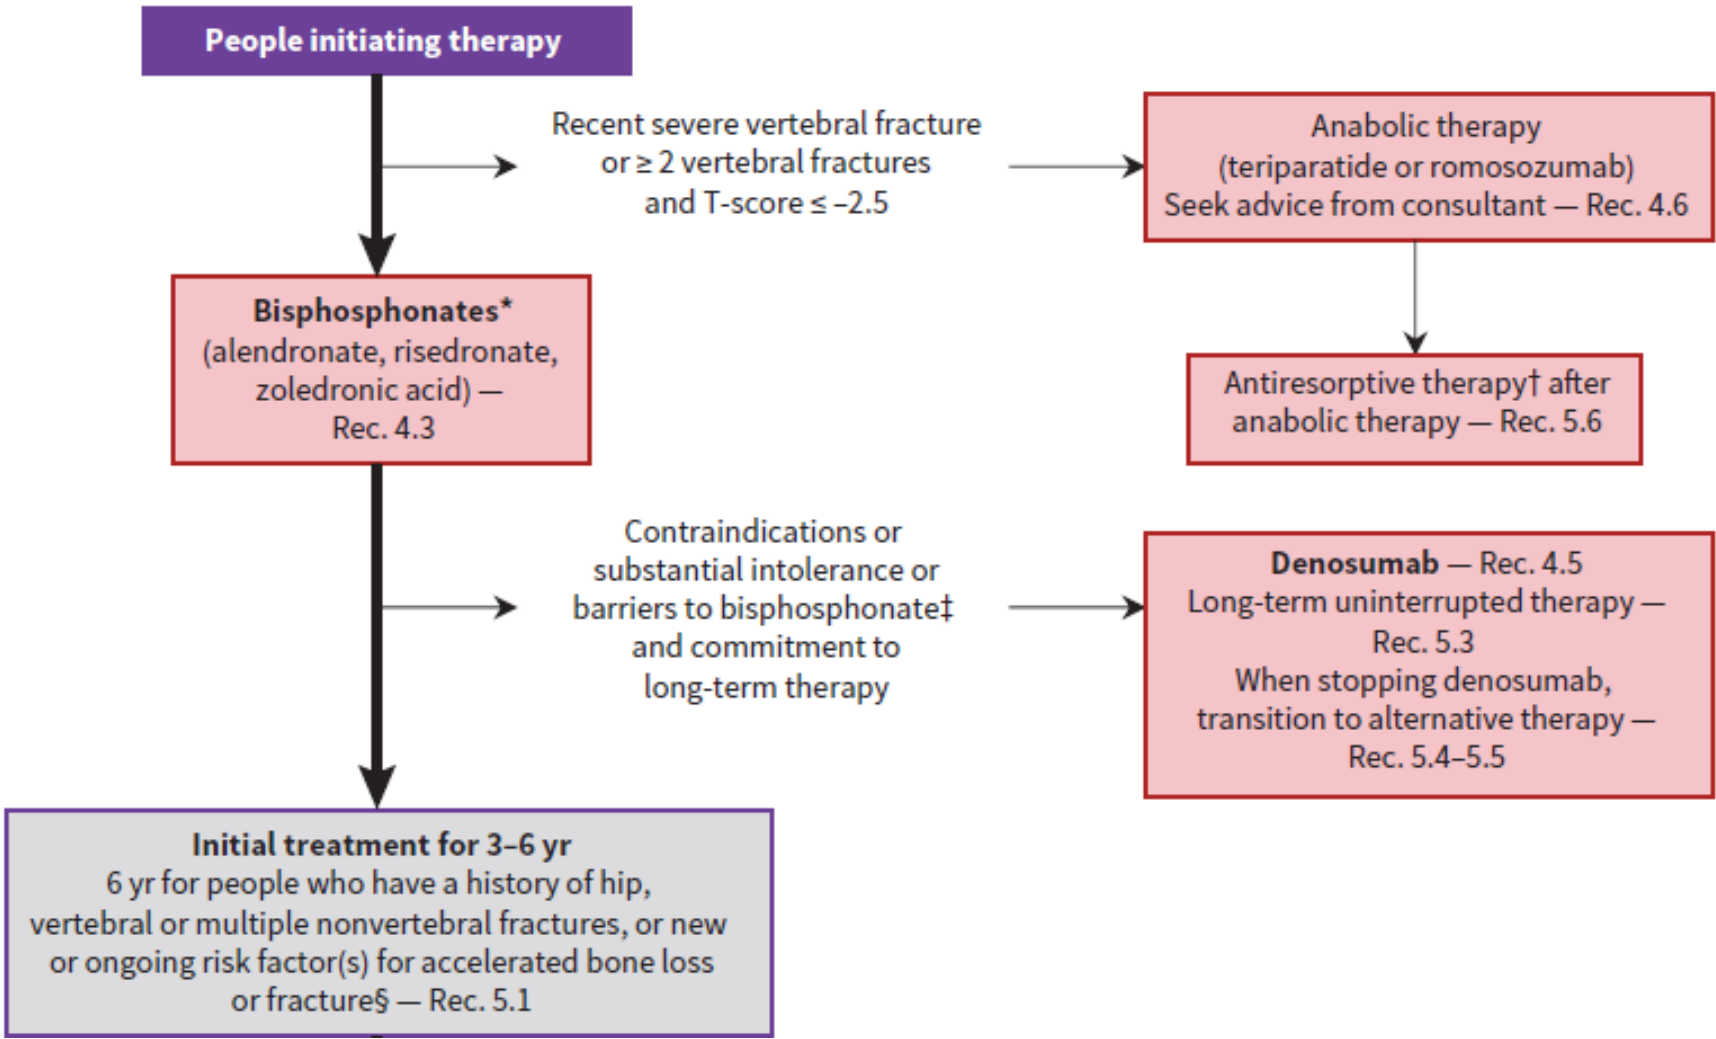 People initiating therapy
Recent severe vertebral fracture
or ≥ 2 vertebral fractures
and T-score ≤ –2.5
Anabolic therapy
(teriparatide or romosozumab)
Seek advice from consultant — Rec. 4.6
Bisphosphonates*
(alendronate, risedronate,
zoledronic acid) —
Rec. 4.3
Antiresorptive therapy† after
anabolic therapy — Rec. 5.6
Contraindications or
substantial intolerance or
barriers to bisphosphonate‡
and commitment to
long-term therapy
Denosumab — Rec. 4.5
Long-term uninterrupted therapy —
Rec. 5.3
When stopping denosumab,
transition to alternative therapy —
Rec. 5.4–5.5
Initial treatment for 3–6 yr
6 yr for people who have a history of hip,
vertebral or multiple nonvertebral fractures, or new
or ongoing risk factor(s) for accelerated bone loss
or fracture§ — Rec. 5.1